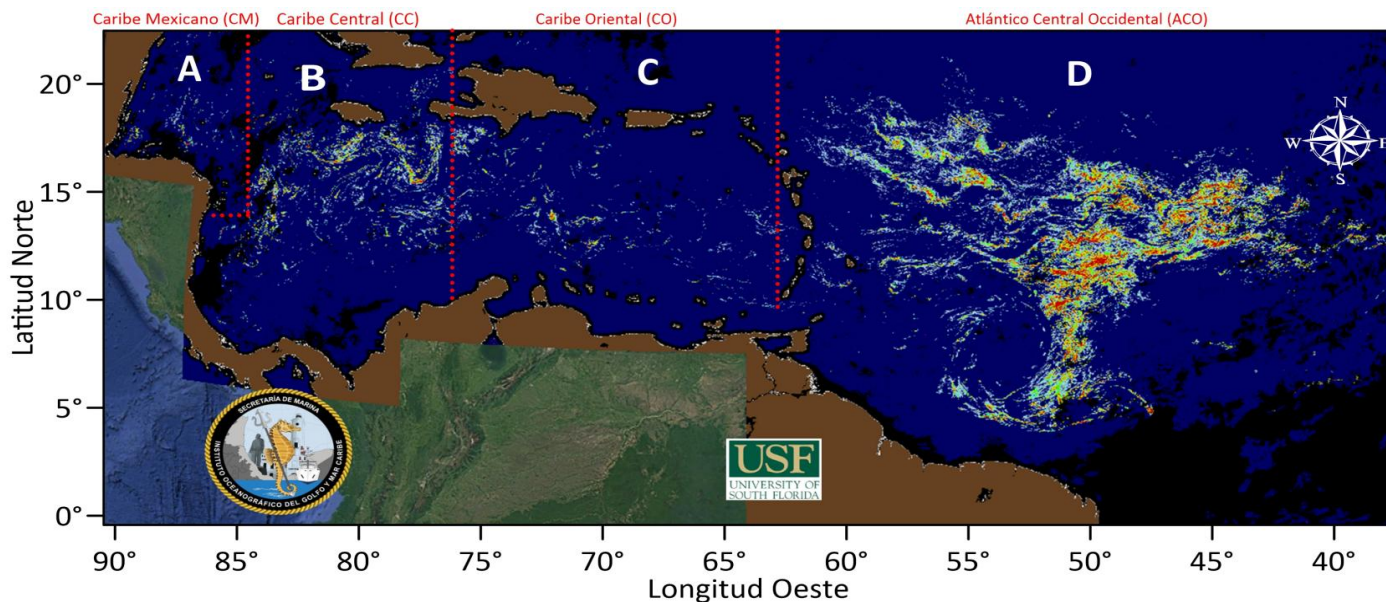 Caribe Mexicano (CM)
Caribe Central (CC)
Caribe Oriental (CO)
Atlántico Central Occidental (ACO)
A
B
C
D
20°
15°
10°
5°
0°
Latitud Norte
N
W
E
S
SECRETARÍA DE MARINA
INSTITUTO OCEANOGRÁFICO DEL GOLFO Y MAR CARIBE
USF
UNIVERSITY OF
SOUTH FLORIDA
90°
85°
80°
75°
70°
65°
60°
55°
50°
45°
40°
Longitud Oeste